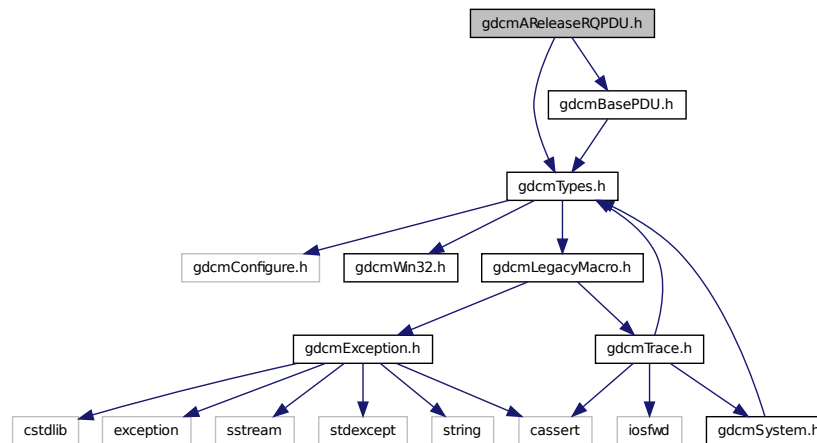 gdcmAReleaseRQPDU.h
gdcmBasePDU.h
gdcmTypes.h
gdcmConfigure.h
gdcmWin32.h
gdcmLegacyMacro.h
gdcmException.h
gdcmTrace.h
cstdlib
exception
sstream
stdexcept
string
cassert
iosfwd
gdcmSystem.h